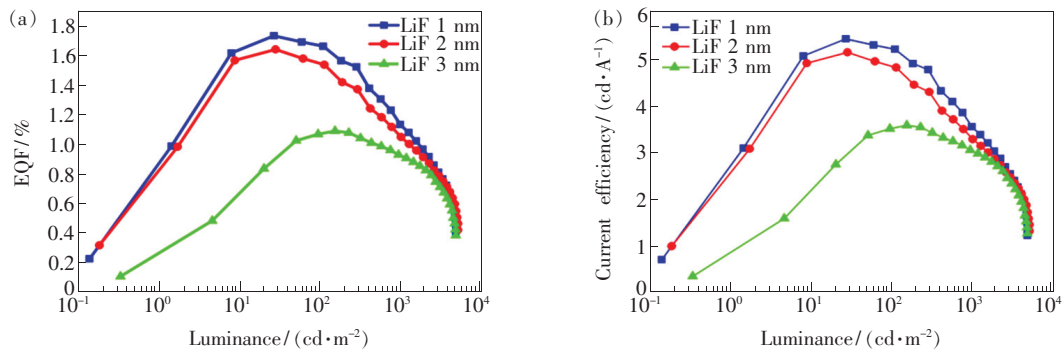 (a)
EQF/%
1.8
1.6
1.4
1.2
1.0
0.8
0.6
0.4
0.2
LiF 1 nm
LiF 2 nm
LiF 3 nm
10⁻¹ 10⁰ 10¹ 10² 10³ 10⁴
Luminance/(cd·m⁻²)
(b)
Current efficiency/(cd·A⁻¹)
6
5
4
3
2
1
0
LiF 1 nm
LiF 2 nm
LiF 3 nm
10⁻¹ 10⁰ 10¹ 10² 10³ 10⁴
Luminance/(cd·m⁻²)